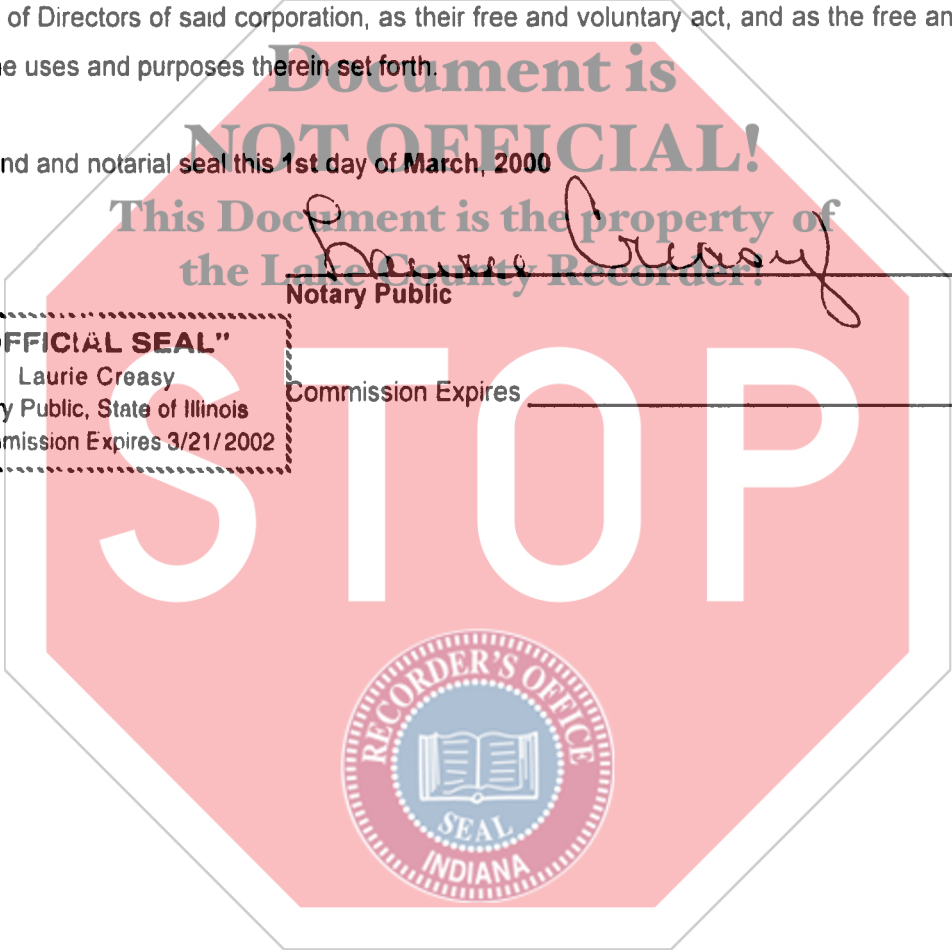 of Directors of said corporation, as their free and voluntary act, and as the free an
e uses and purposes therein set forth.
Document is
NOT OFFICIAL!
nd and notarial seal this 1st day of March, 2000
This Document is the property of
the Lake County Recorder!
Laurie Creasy
Notary Public
FFICIAL SEAL"
Laurie Creasy
y Public, State of Illinois
mission Expires 3/21/2002
Commission Expires
STOP
RECORDER'S OFFICE
SEAL
INDIANA